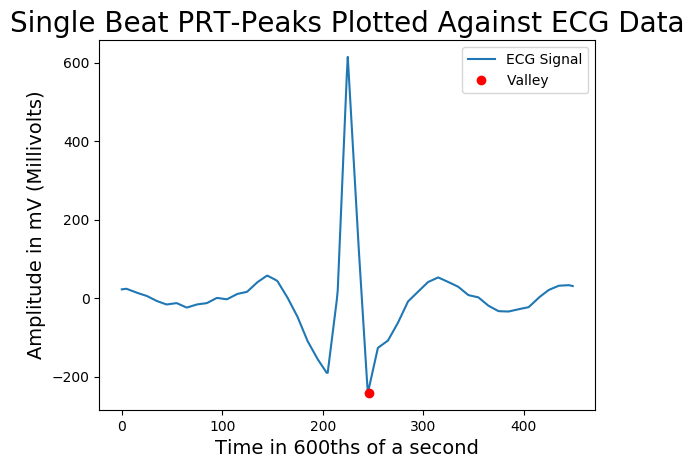 Single Beat PRT-Peaks Plotted Against ECG Data
ECG Signal
Valley
Amplitude in mV (Millivolts)
600
400
200
0
−200
0 100 200 300 400
Time in 600ths of a second